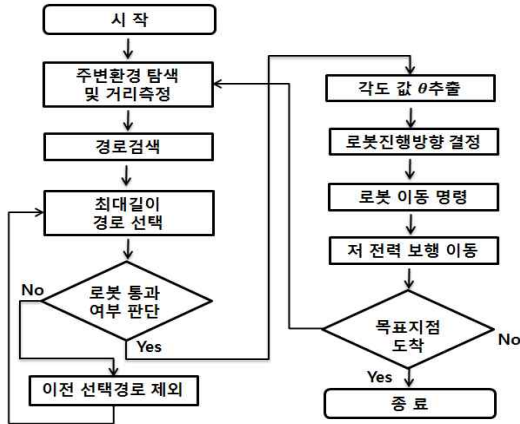 시 작
주변환경 탐색
및 거리측정
경로검색
최대길이
경로 선택
No
로봇 통과
여부 판단
Yes
이전 선택경로 제외
각도 값 θ추출
로봇진행방향 결정
로봇 이동 명령
저 전력 보행 이동
목표지점
도착
No
Yes
종 료